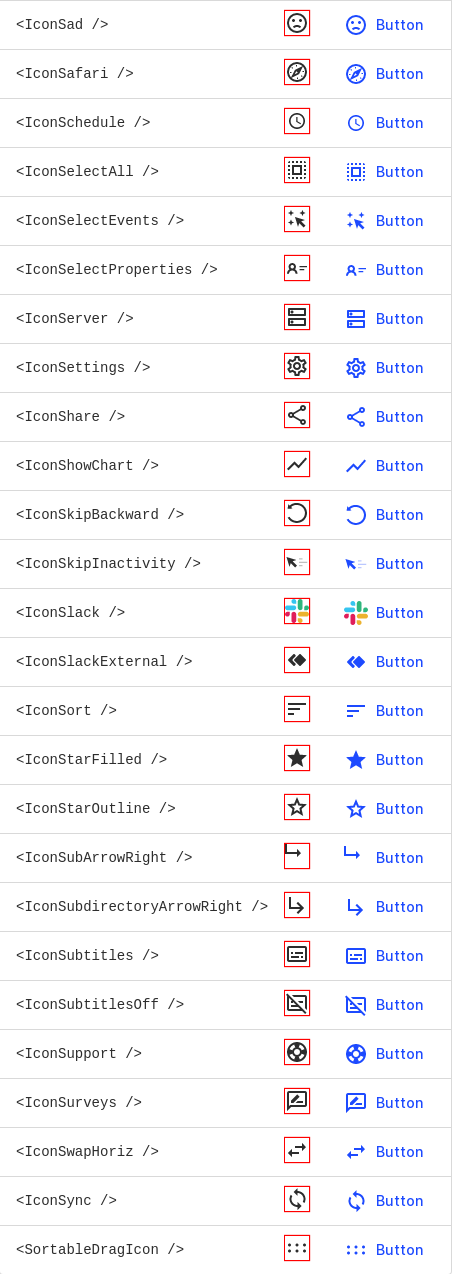 <IconSad /> Button
<IconSafari /> Button
<IconSchedule /> Button
<IconSelectAll /> Button
<IconSelectEvents /> Button
<IconSelectProperties /> Button
<IconServer /> Button
<IconSettings /> Button
<IconShare /> Button
<IconShowChart /> Button
<IconSkipBackward /> Button
<IconSkipInactivity /> Button
<IconSlack /> Button
<IconSlackExternal /> Button
<IconSort /> Button
<IconStarFilled /> Button
<IconStarOutline /> Button
<IconSubArrowRight /> Button
<IconSubdirectoryArrowRight /> Button
<IconSubtitles /> Button
<IconSubtitlesOff /> Button
<IconSupport /> Button
<IconSurveys /> Button
<IconSwapHoriz /> Button
<IconSync /> Button
<SortableDragIcon /> Button